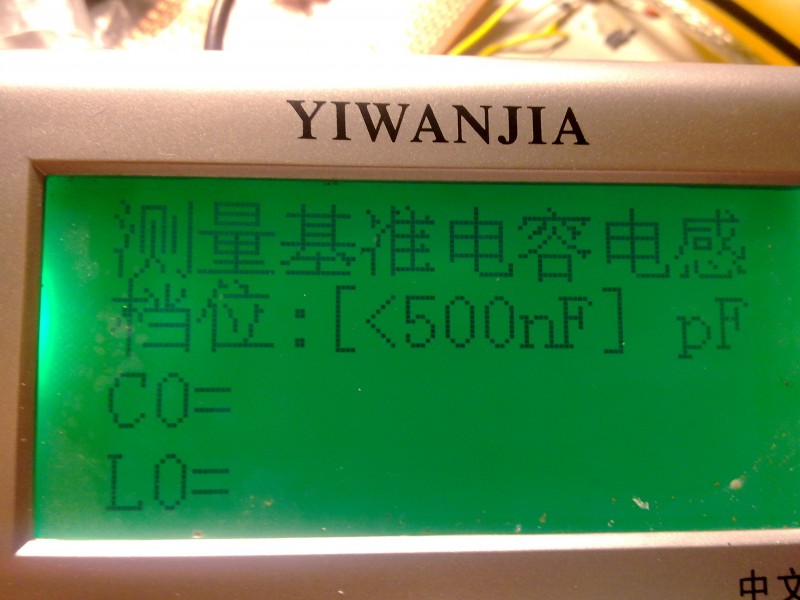 YIWANJIA
测量基准电容电感
挡位:[<500nF] pF
C0=
L0=
中文